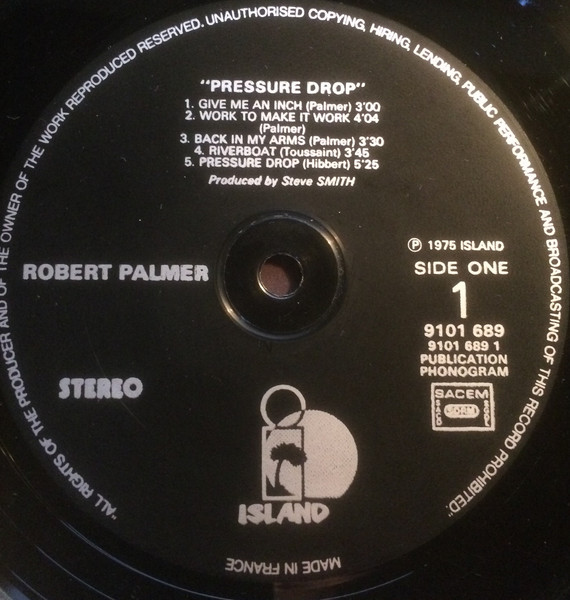 "ALL RIGHTS OF THE PRODUCER AND OF THE OWNER OF THE WORK REPRODUCED RESERVED. UNAUTHORISED COPYING, HIRING, LENDING, PUBLIC PERFORMANCE AND BROADCASTING OF THIS RECORD PROHIBITED."
"PRESSURE DROP"
1. GIVE ME AN INCH (Palmer) 3'00
2. WORK TO MAKE IT WORK 4'04
(Palmer)
3. BACK IN MY ARMS (Palmer) 3'30
4. RIVERBOAT (Toussaint) 3'45
5. PRESSURE DROP (Hibbert) 5'25
Produced by Steve SMITH
ROBERT PALMER
STEREO
Ⓟ 1975 ISLAND
SIDE ONE
1
9101 689
9101 689 1
PUBLICATION
PHONOGRAM
SACEM
SACD
SDRM
SGDL
ISLAND
MADE IN FRANCE